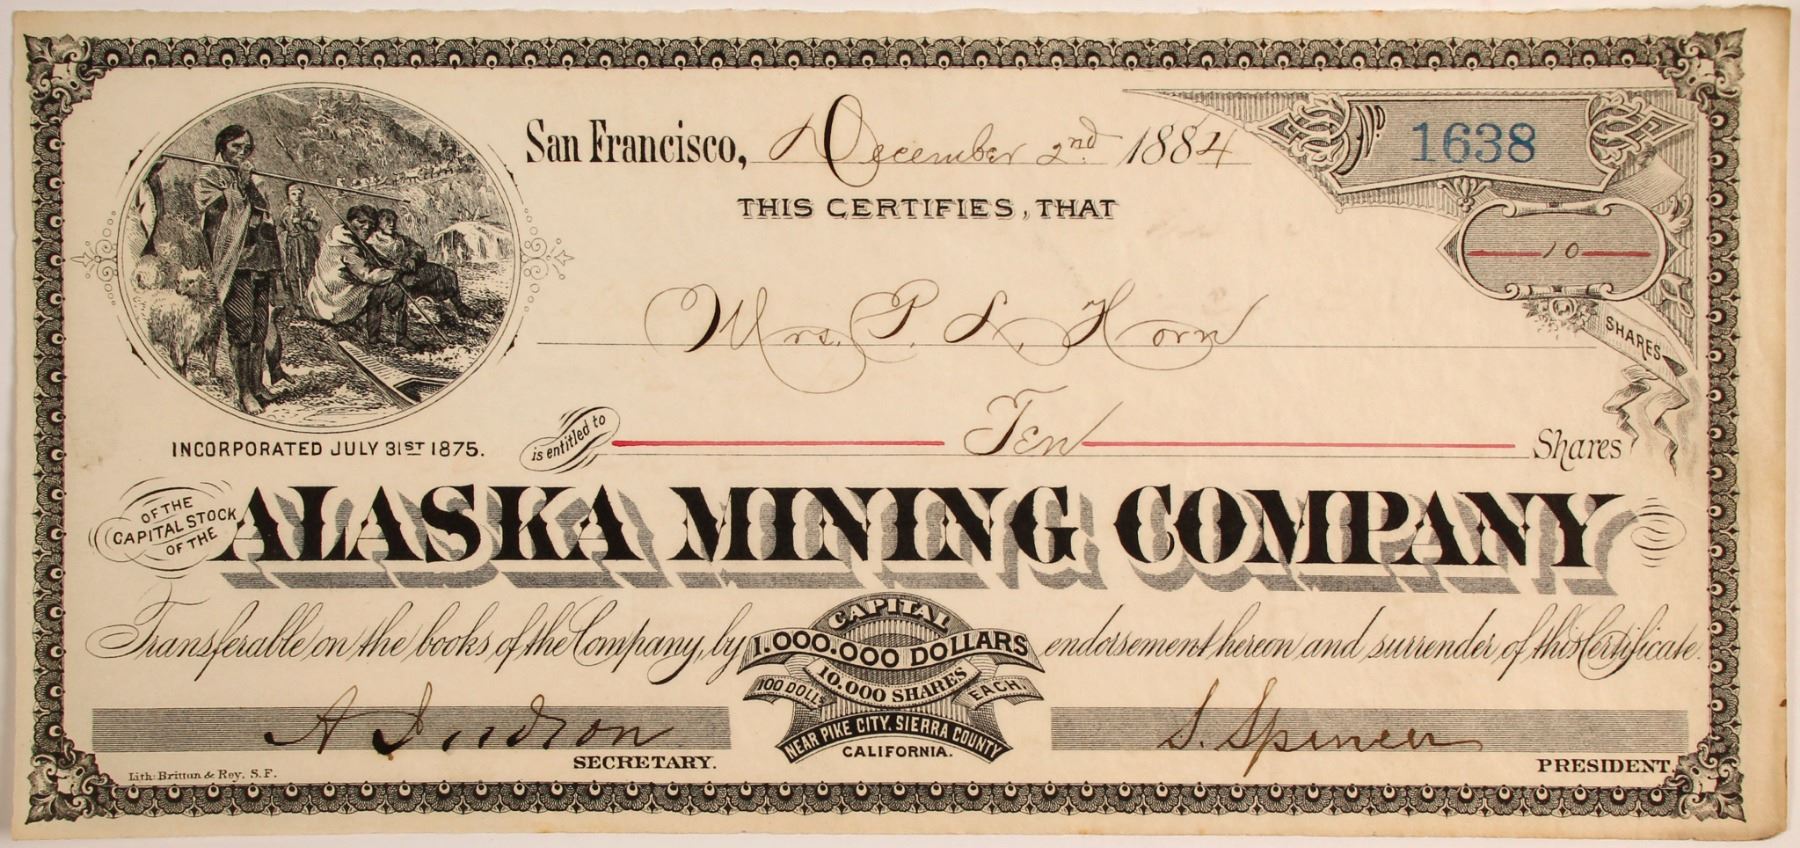 San Francisco, December 2nd 1884
1638
THIS CERTIFIES, THAT
10
SHARES
Mrs. P. L. Horn
INCORPORATED JULY 31ST 1875.
is entitled to Ten Shares
OF THE CAPITAL STOCK OF THE
ALASKA MINING COMPANY
Transferable on the books of the Company, by endorsement hereon and surrender of this Certificate.
CAPITAL
1.000.000 DOLLARS
10.000 SHARES
100 DOLLS EACH.
NEAR PIKE CITY, SIERRA COUNTY
CALIFORNIA.
A Judson
SECRETARY.
S. Spencer
PRESIDENT.
Lith: Britton & Rey, S.F.